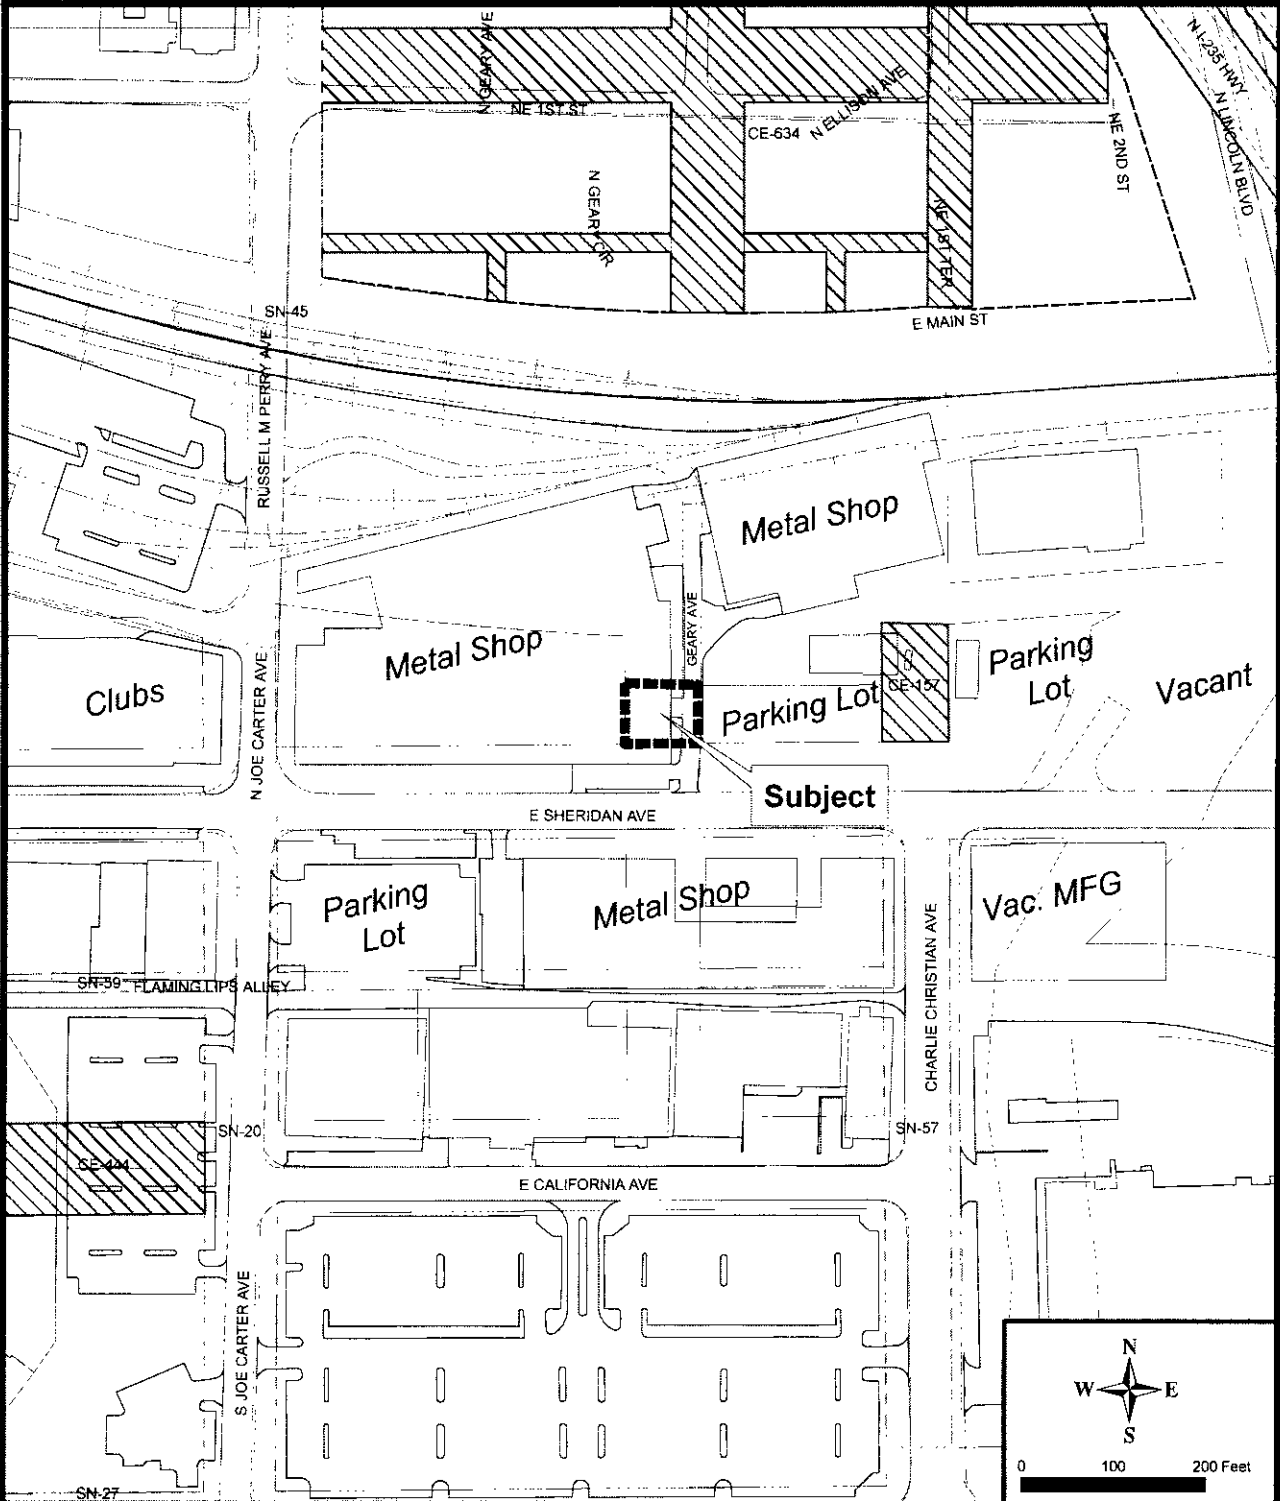 N GEARY AVE
N I-235 HWY
NE 1ST ST
CE-634
N ELLISON AVE
NE 2ND ST
N LINCOLN BLVD
N GEARY CIR
NE 1ST TER
SN-45
E MAIN ST
RUSSELL M PERRY AVE
Metal Shop
GEARY AVE
Metal Shop
Clubs
N JOE CARTER AVE
Parking Lot
CE-157
Parking
Lot
Vacant
Subject
E SHERIDAN AVE
Parking
Lot
Metal Shop
Vac. MFG
CHARLIE CHRISTIAN AVE
SN-39
FLAMING LIPS ALLEY
SN-20
SN-57
CE-444
E CALIFORNIA AVE
S JOE CARTER AVE
SN-27
N
W E
S
0 100 200 Feet